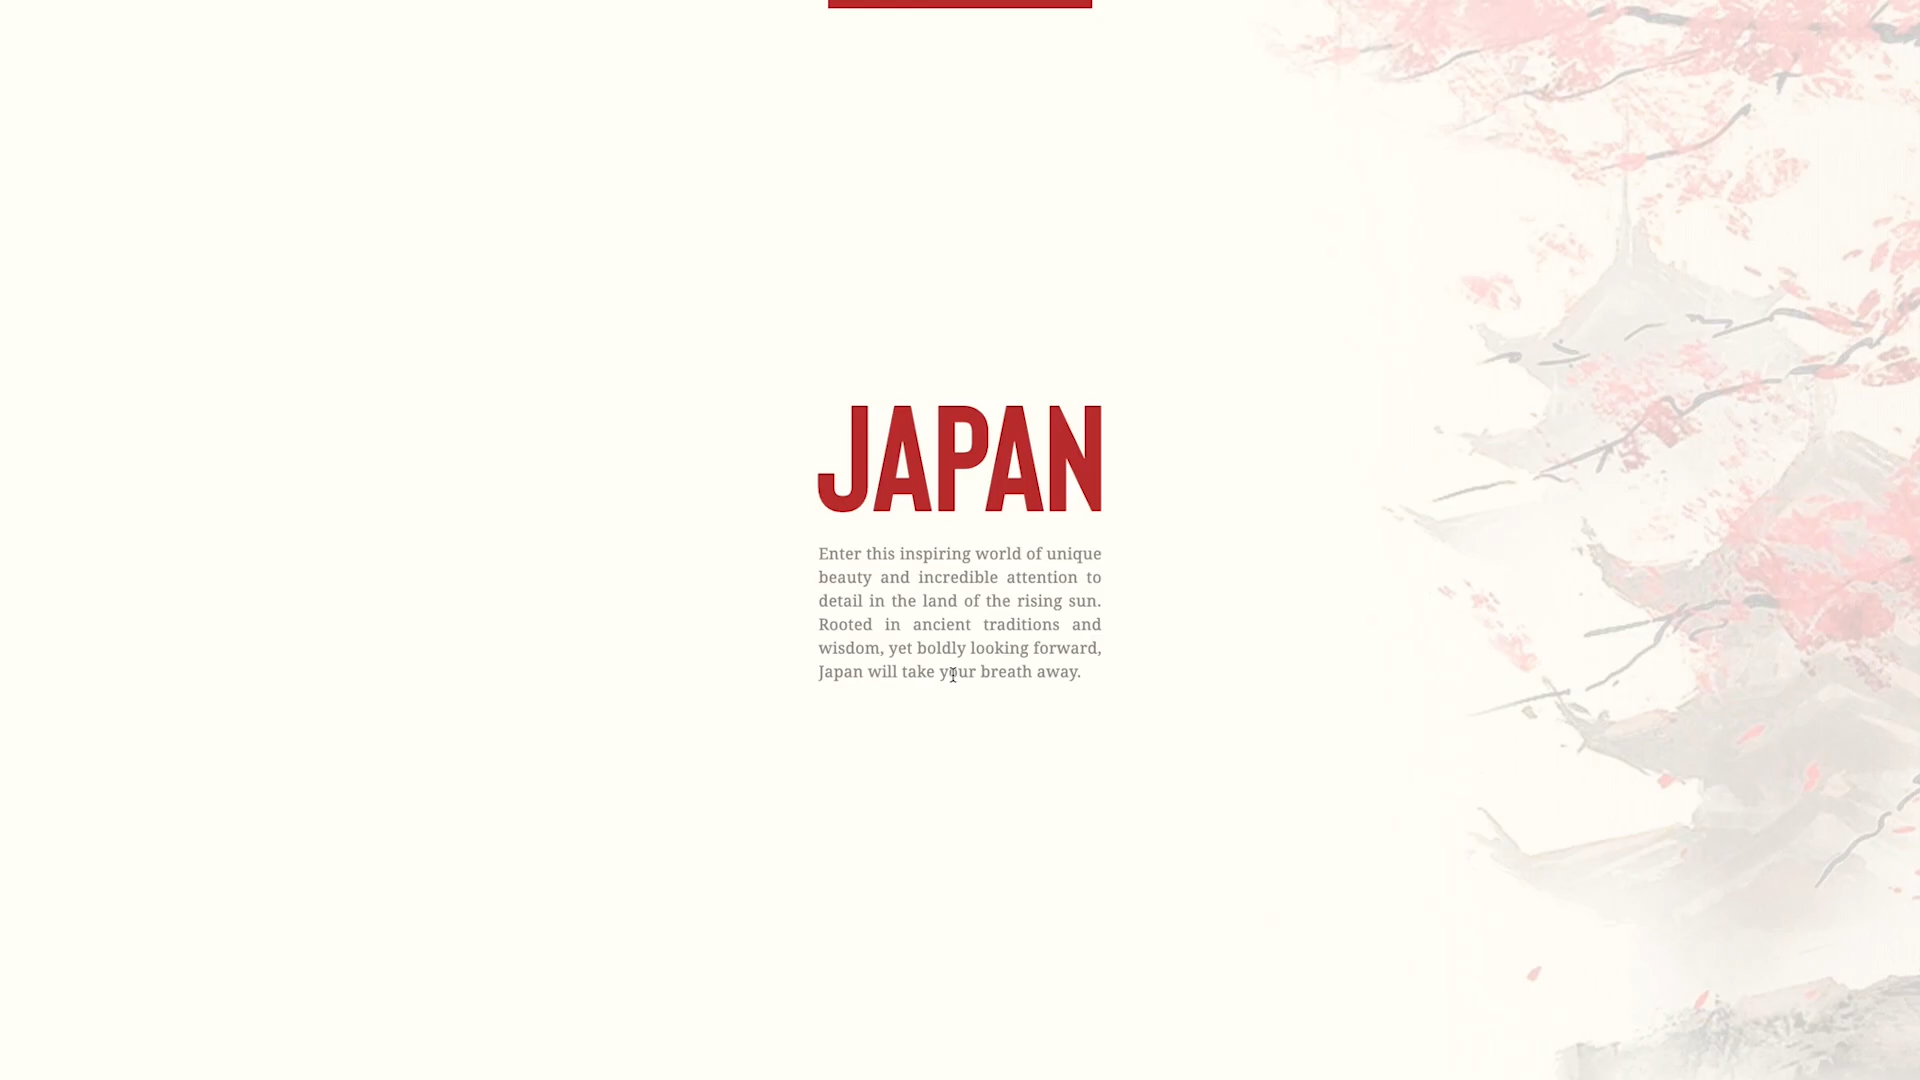 JAPAN
Enter this inspiring world of unique
beauty and incredible attention to
detail in the land of the rising sun.
Rooted in ancient traditions and
wisdom, yet boldly looking forward,
Japan will take your breath away.